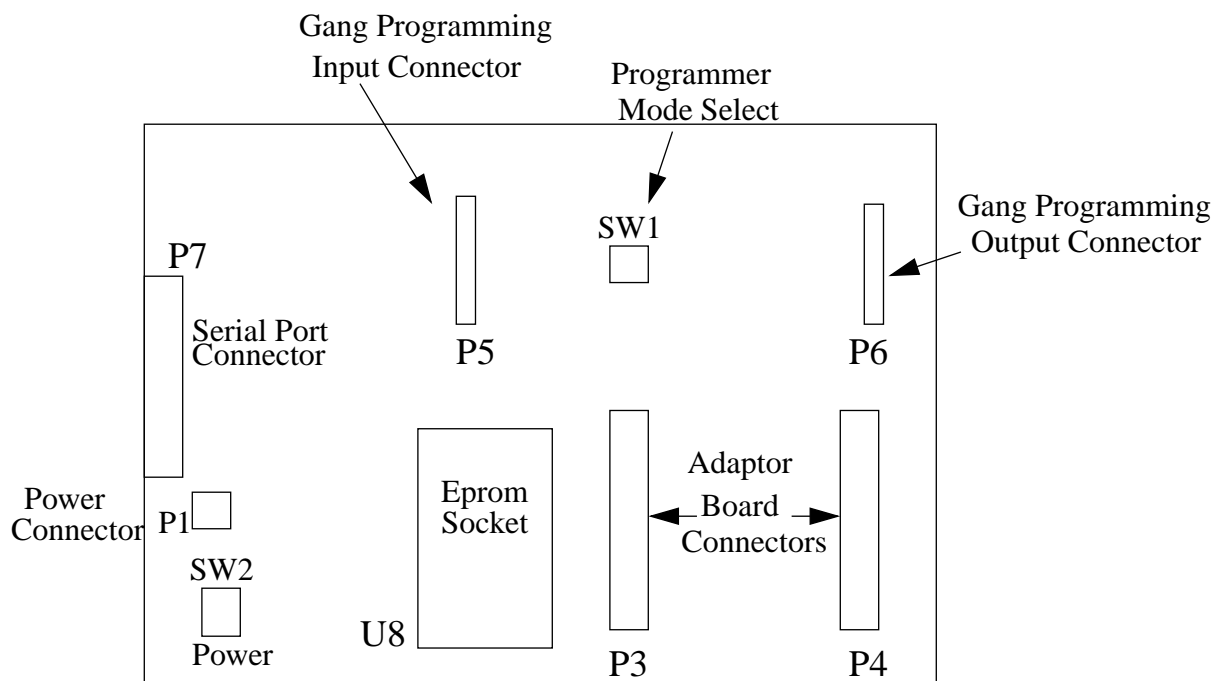 Gang Programming
Input Connector
Programmer
Mode Select
Gang Programming
Output Connector
SW1
P7
Serial Port
Connector
P5
P6
Power
Connector
P1
Eprom
Socket
Adaptor
Board
Connectors
SW2
U8
Power
P3
P4